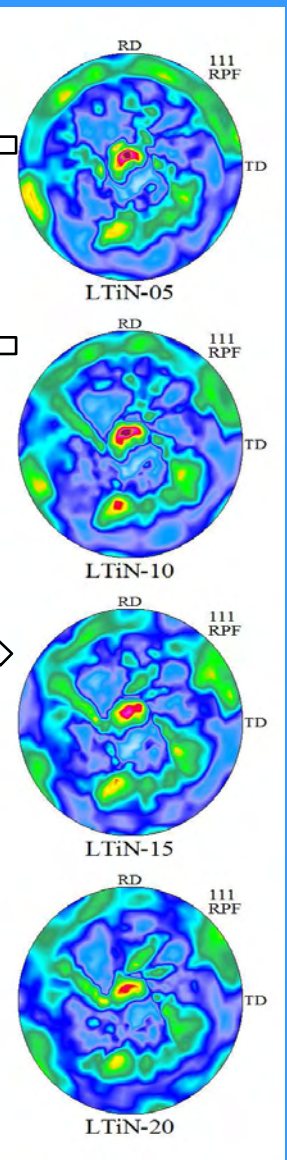 RD
111
RPF
TD
LTiN-05
RD
111
RPF
TD
LTiN-10
RD
111
RPF
TD
LTiN-15
RD
111
RPF
TD
LTiN-20